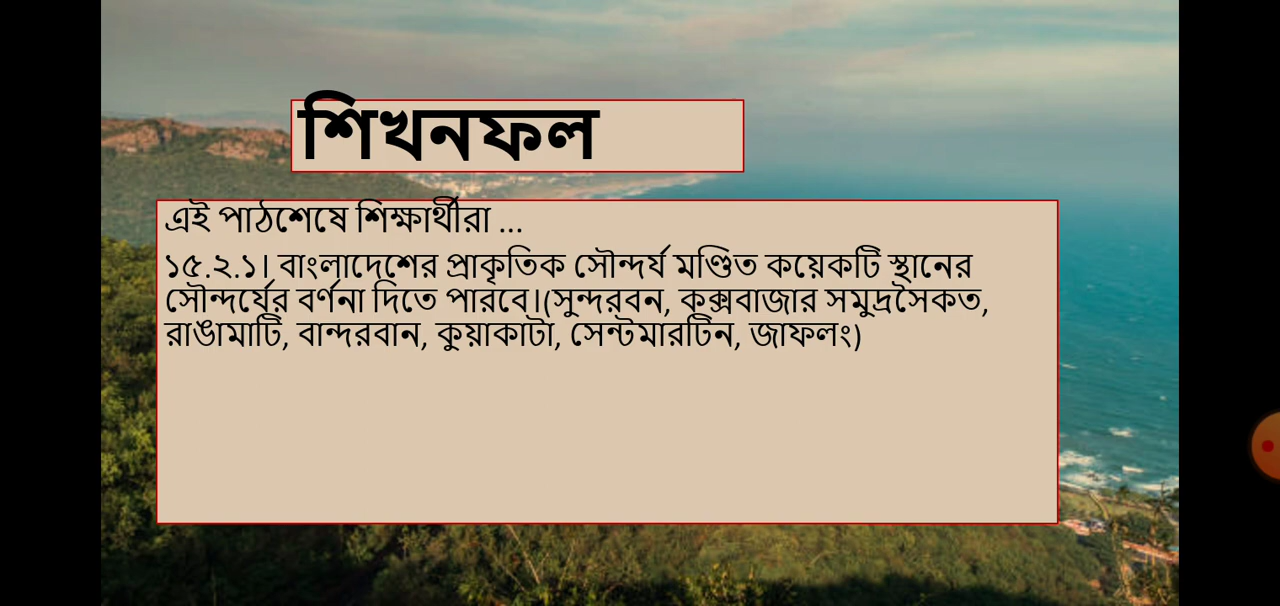 শিখনফল
এই পাঠশেষে শিক্ষার্থীরা ...
১৫.২.১। বাংলাদেশের প্রাকৃতিক সৌন্দর্য মণ্ডিত কয়েকটি স্থানের
সৌন্দর্যের বর্ণনা দিতে পারবে।(সুন্দরবন, কক্সবাজার সমুদ্রসৈকত,
রাঙামাটি, বান্দরবান, কুয়াকাটা, সেন্টমারটিন, জাফলং)